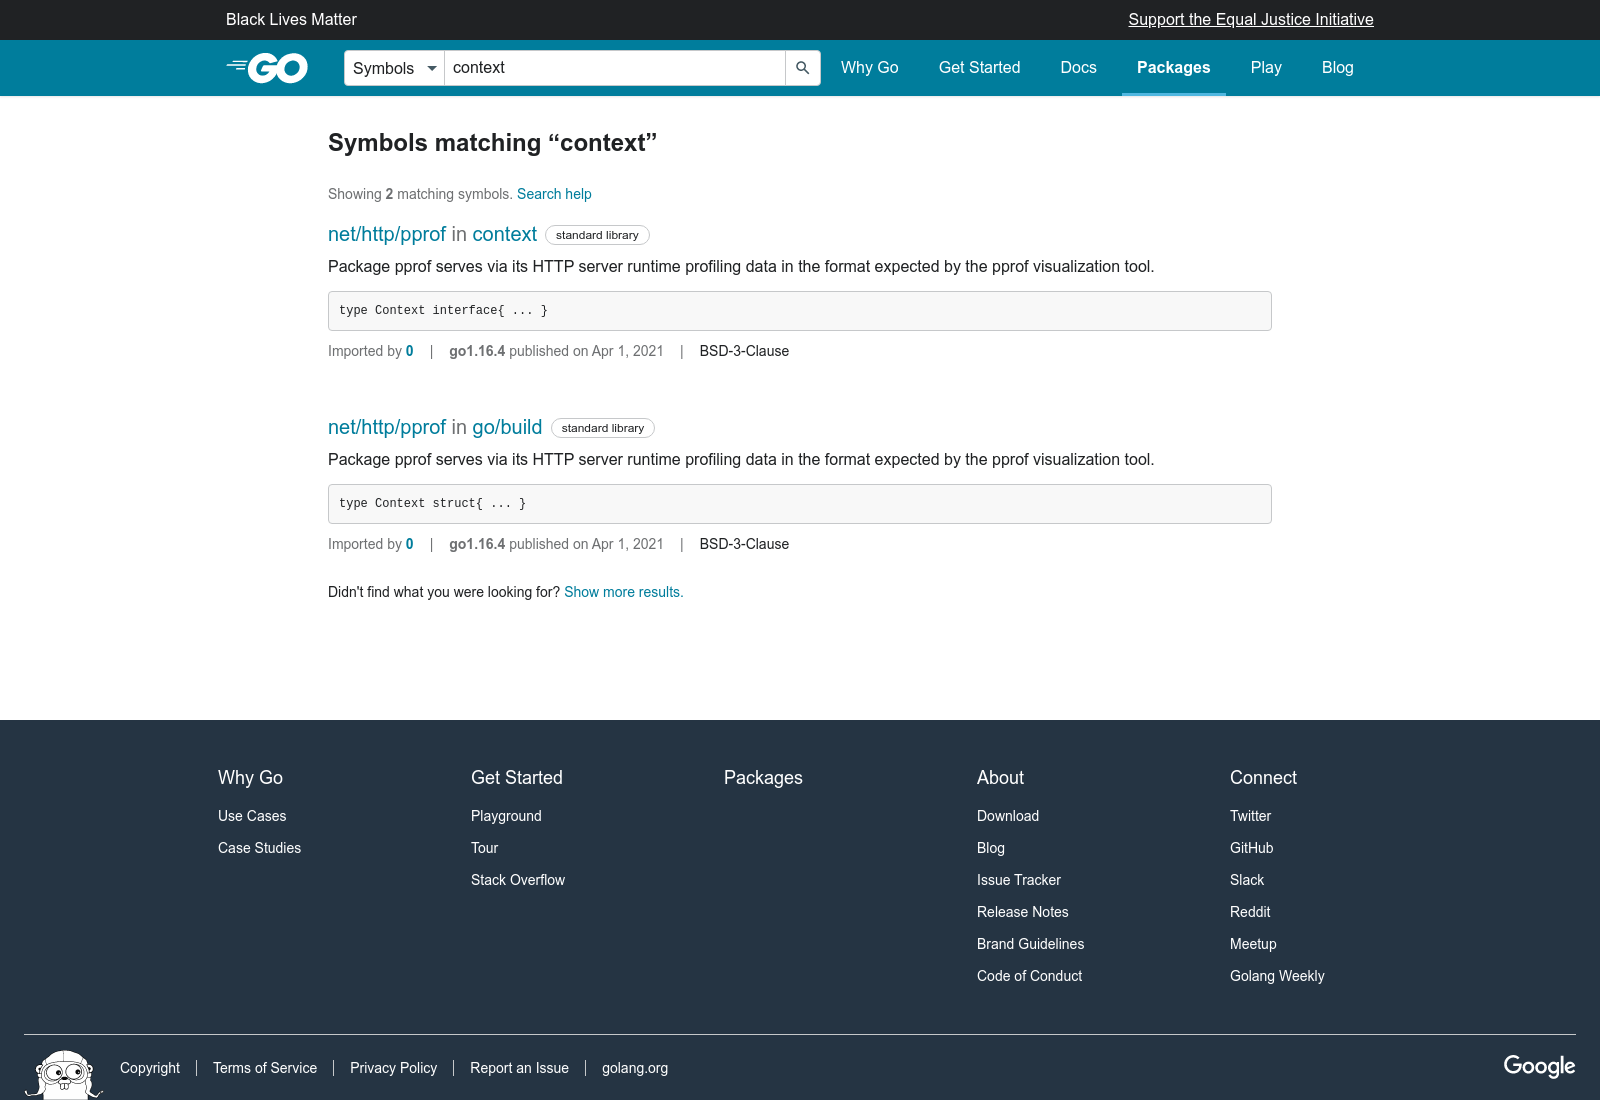 Black Lives Matter
Support the Equal Justice Initiative
GO
Symbols
context
Why Go
Get Started
Docs
Packages
Play
Blog
Symbols matching “context”
Showing 2 matching symbols. Search help
net/http/pprof in context standard library
Package pprof serves via its HTTP server runtime profiling data in the format expected by the pprof visualization tool.
type Context interface{ ... }
Imported by 0 | go1.16.4 published on Apr 1, 2021 | BSD-3-Clause
net/http/pprof in go/build standard library
Package pprof serves via its HTTP server runtime profiling data in the format expected by the pprof visualization tool.
type Context struct{ ... }
Imported by 0 | go1.16.4 published on Apr 1, 2021 | BSD-3-Clause
Didn't find what you were looking for? Show more results.
Why Go
Use Cases
Case Studies
Get Started
Playground
Tour
Stack Overflow
Packages
About
Download
Blog
Issue Tracker
Release Notes
Brand Guidelines
Code of Conduct
Connect
Twitter
GitHub
Slack
Reddit
Meetup
Golang Weekly
Copyright
Terms of Service
Privacy Policy
Report an Issue
golang.org
Google